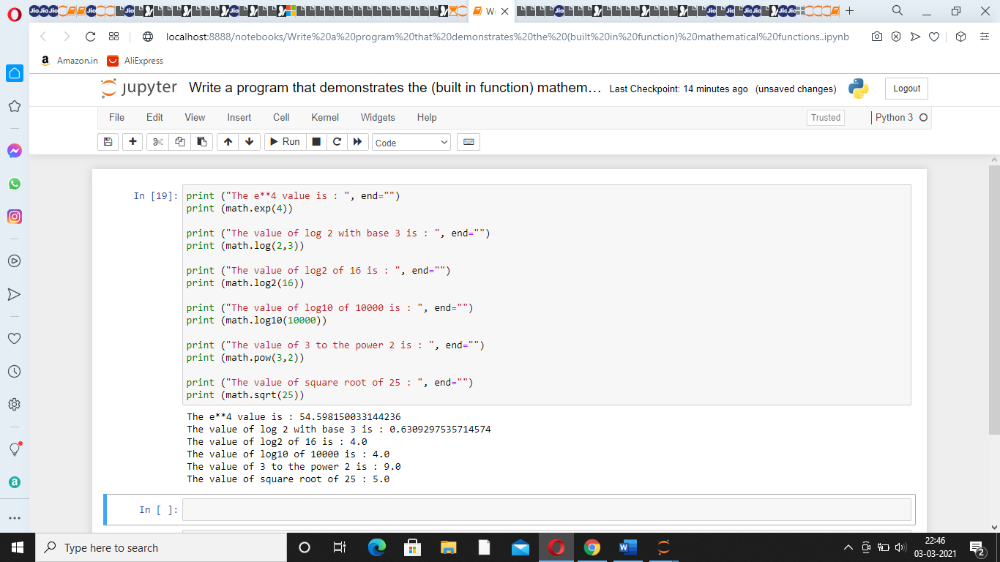 W
localhost:8888/notebooks/Write%20a%20program%20that%20demonstrates%20the%20(built%20in%20function)%20mathematical%20functions..ipynb
Amazon.in AliExpress
jupyter Write a program that demonstrates the (built in function) mathem... Last Checkpoint: 14 minutes ago (unsaved changes) Logout
File Edit View Insert Cell Kernel Widgets Help Trusted Python 3
Run Code
In [19]: print ("The e**4 value is : ", end="")
print (math.exp(4))
print ("The value of log 2 with base 3 is : ", end="")
print (math.log(2,3))
print ("The value of log2 of 16 is : ", end="")
print (math.log2(16))
print ("The value of log10 of 10000 is : ", end="")
print (math.log10(10000))
print ("The value of 3 to the power 2 is : ", end="")
print (math.pow(3,2))
print ("The value of square root of 25 : ", end="")
print (math.sqrt(25))
The e**4 value is : 54.598150033144236
The value of log 2 with base 3 is : 0.6309297535714574
The value of log2 of 16 is : 4.0
The value of log10 of 10000 is : 4.0
The value of 3 to the power 2 is : 9.0
The value of square root of 25 : 5.0
In [ ]:
Type here to search
22:46
03-03-2021
2